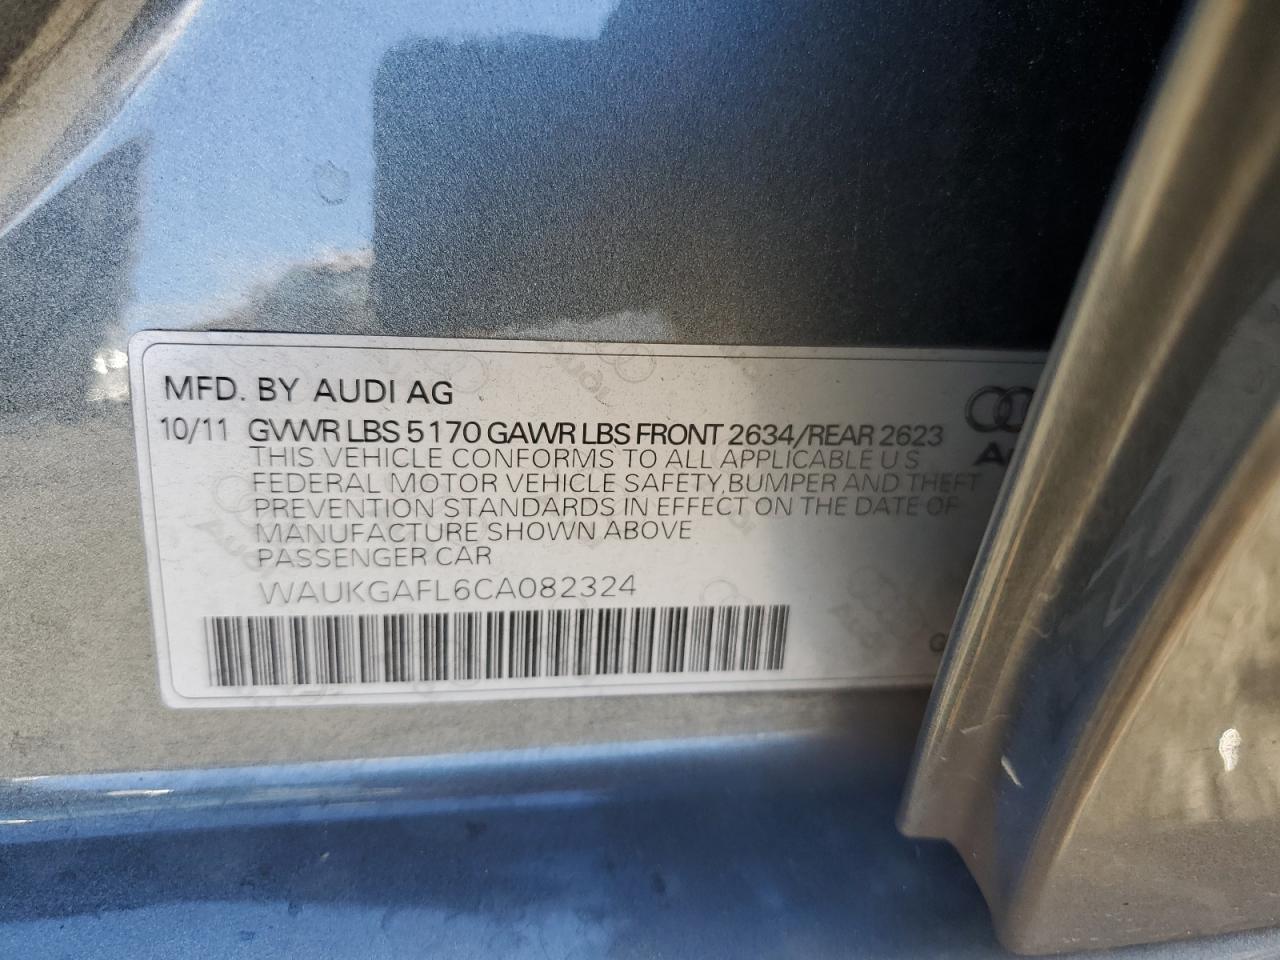 MFD. BY AUDI AG
10/11 GVWR LBS 5170 GAWR LBS FRONT 2634/REAR 2623
THIS VEHICLE CONFORMS TO ALL APPLICABLE U S
FEDERAL MOTOR VEHICLE SAFETY, BUMPER AND THEFT
PREVENTION STANDARDS IN EFFECT ON THE DATE OF
MANUFACTURE SHOWN ABOVE
PASSENGER CAR
WAUKGAFL6CA082324